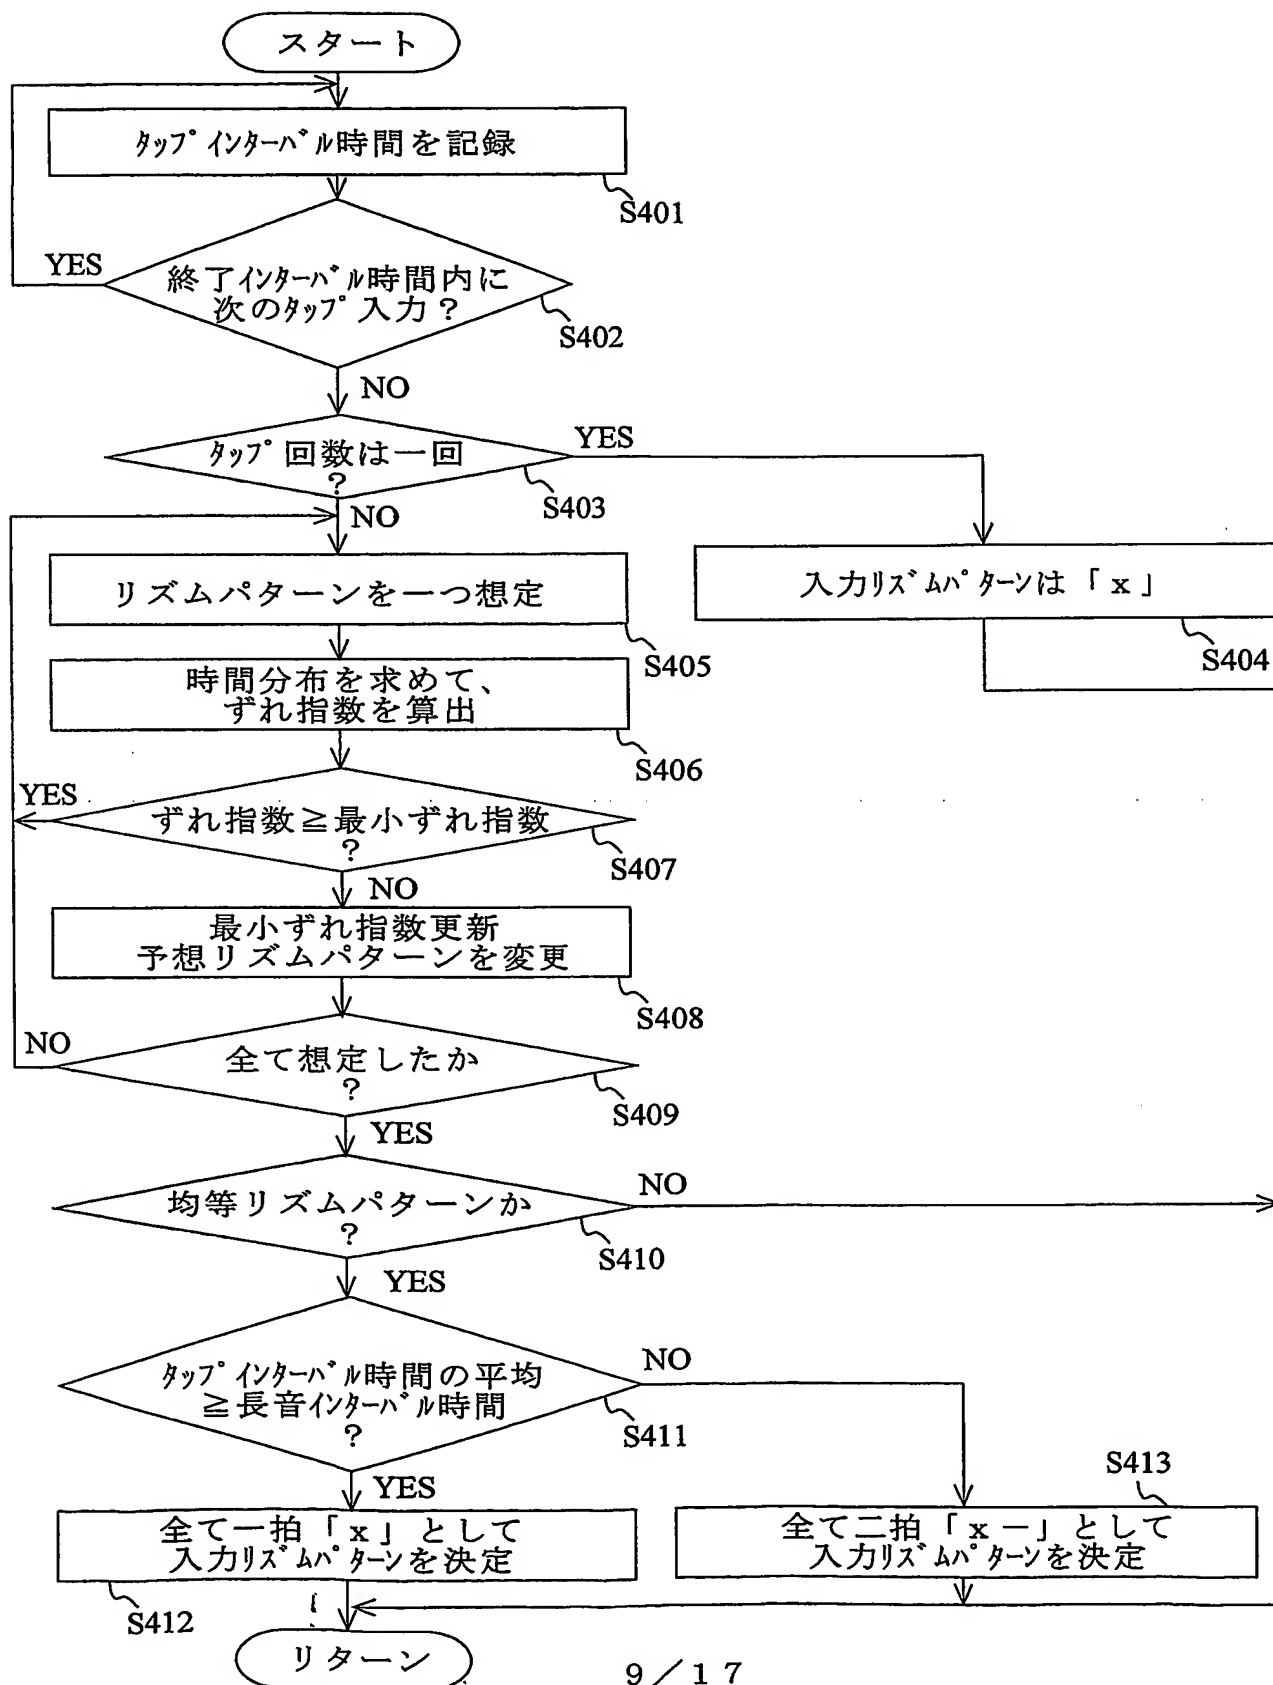 スタート
タップインターバル時間を記録
S401
YES
終了インターバル時間内に
次のタップ入力？
S402
NO
タップ回数は一回
？
YES
S403
NO
リズムパターンを一つ想定
S405
入力リズムパターンは「ｘ」
S404
時間分布を求めて、
ずれ指数を算出
S406
YES
ずれ指数≧最小ずれ指数
？
S407
NO
最小ずれ指数更新
予想リズムパターンを変更
S408
NO
全て想定したか
？
S409
YES
均等リズムパターンか
？
NO
S410
YES
タップインターバル時間の平均
≧長音インターバル時間
？
NO
S411
YES
S413
全て一拍「ｘ」として
入力リズムパターンを決定
S412
全て二拍「ｘ－」として
入力リズムパターンを決定
リターン
９／１７